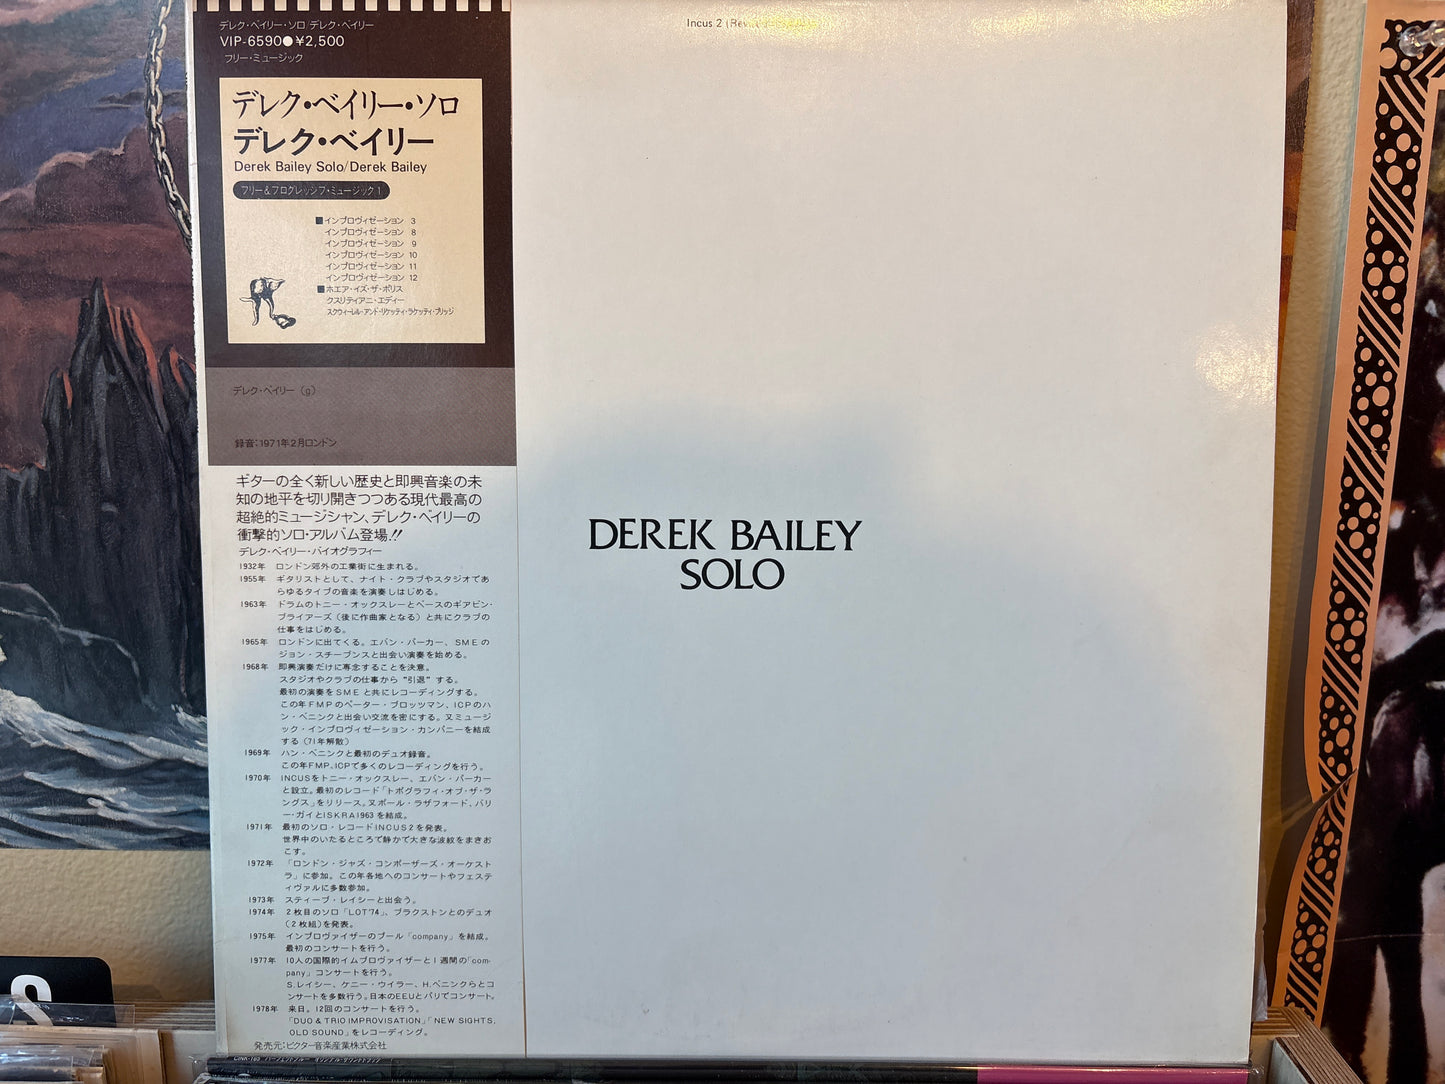 デレク・ベイリー・ソロ/デレク・ベイリー
VIP-6590●¥2,500
フリー・ミュージック
デレク・ベイリー・ソロ
デレク・ベイリー
Derek Bailey Solo/Derek Bailey
フリー&プログレッシブ・ミュージック 1
■インプロヴィゼーション 3
インプロヴィゼーション 8
インプロヴィゼーション 9
インプロヴィゼーション 10
インプロヴィゼーション 11
インプロヴィゼーション 12
■ホエア・イズ・ザ・ポリス
クスリティアニ・エディー
スクウィーレル・アンド・リケッティ・ラケッティ・ブリッジ
デレク・ベイリー (g)
録音:1971年2月ロンドン
ギターの全く新しい歴史と即興音楽の未
知の地平を切り開きつつある現代最高の
超絶的ミュージシャン、デレク・ベイリーの
衝撃的ソロ・アルバム登場!!
デレク・ベイリー・バイオグラフィー
1932年 ロンドン郊外の工業街に生まれる。
1955年 ギタリストとして、ナイト・クラブやスタジオであ
らゆるタイプの音楽を演奏しはじめる。
1963年 ドラムのトニー・オックスレーとベースのギアビン・
ブライアーズ(後に作曲家となる)と共にクラブの
仕事をはじめる。
1965年 ロンドンに出てくる。エバン・パーカー、SMEの
ジョン・スチーブンスと出会い演奏を始める。
1968年 即興演奏だけに専念することを決意。
スタジオやクラブの仕事から"引退"する。
最初の演奏をSMEと共にレコーディングする。
この年FMPのペーター・ブロッツマン、ICPのハ
ン・ベニンクと出会い交流を密にする。又ミュージ
ック・インプロヴィゼーション・カンパニーを結成
する(71年解散)
1969年 ハン・ベニンクと最初のデュオ録音。
この年FMP、ICPで多くのレコーディングを行う。
1970年 INCUSをトニー・オックスレー、エバン・パーカー
と設立。最初のレコード「トポグラフィ・オブ・ザ・ラ
ングス」をリリース。又ポール・ラザフォード、バリ
ー・ガイとISKRA1963を結成。
1971年 最初のソロ・レコードINCUS2を発表。
世界中のいたるところで静かで大きな波紋をまきお
こす。
1972年 「ロンドン・ジャズ・コンポーザーズ・オーケスト
ラ」に参加。この年各地へのコンサートやフェステ
ィヴァルに多数参加。
1973年 スティーブ・レイシーと出会う。
1974年 2枚目のソロ「LOT'74」、ブラクストンとのデュオ
(2枚組)を発表。
1975年 インプロヴァイザーのプール「company」を結成。
最初のコンサートを行う。
1977年 10人の国際的イムプロヴァイザーと1週間の「com-
pany」コンサートを行う。
S.レイシー、ケニー・ウイラー、H.ベニンクらとコ
ンサートを多数行う。日本のEEUとパリでコンサート。
1978年 来日。12回のコンサートを行う。
「DUO & TRIO IMPROVISATION」「NEW SIGHTS,
OLD SOUND」をレコーディング。
発売元:ビクター音楽産業株式会社
Incus 2
DEREK BAILEY
SOLO
S